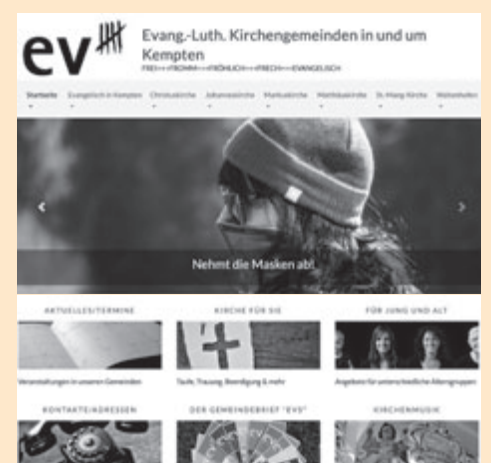 ev
Evang.-Luth. Kirchengemeinden in und um
Kempten
FREI+++FROMM+++FRÖHLICH+++FRECH+++EVANGELISCH
Startseite Evangelisch in Kempten Christuskirche Johanneskirche Markuskirche Matthäuskirche St.-Mang-Kirche Waltenhofen
Nehmt die Masken ab!
AKTUELLES/TERMINE KIRCHE FÜR SIE FÜR JUNG UND ALT
Veranstaltungen in unseren Gemeinden Taufe, Trauung, Beerdigung & mehr Angebote für unterschiedliche Altersgruppen
KONTAKTE/ADRESSEN DER GEMEINDEBRIEF "EVS" KIRCHENMUSIK